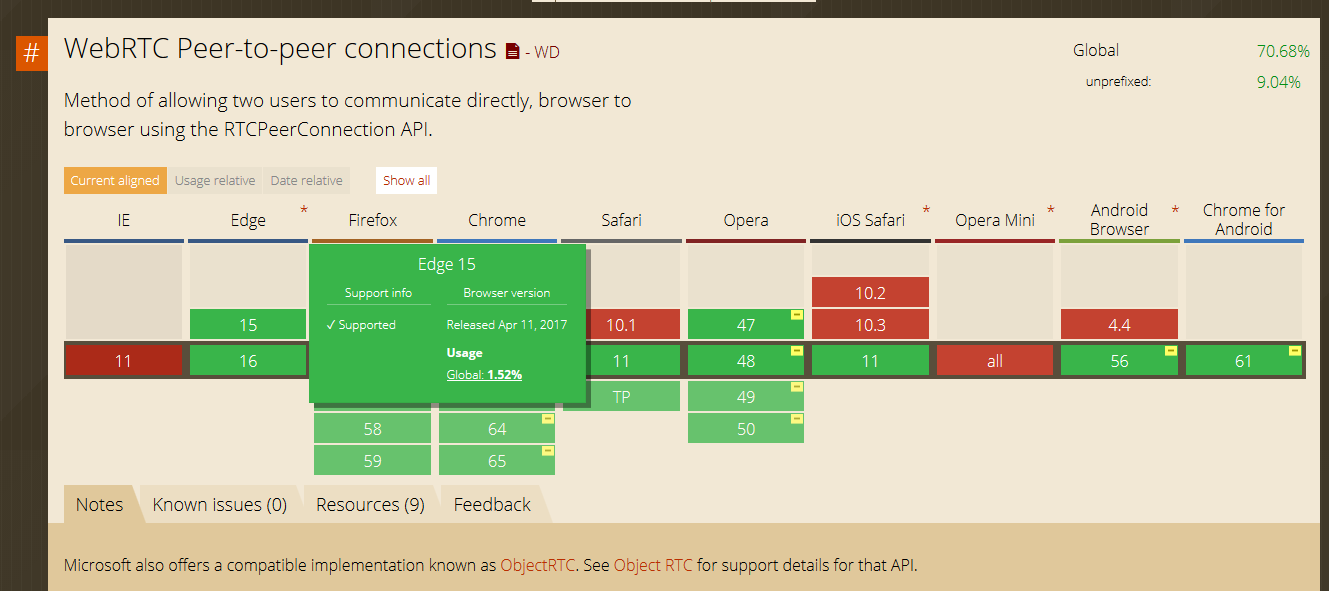 #
WebRTC Peer-to-peer connections - WD
Global 70.68%
unprefixed: 9.04%
Method of allowing two users to communicate directly, browser to
browser using the RTCPeerConnection API.
Current aligned Usage relative Date relative Show all
IE Edge * Firefox Chrome Safari Opera iOS Safari * Opera Mini * Android Browser * Chrome for Android
Edge 15
Support info Browser version
✓ Supported Released Apr 11, 2017
Usage
Global: 1.52%
10.2
15 10.1 47 10.3 4.4
11 16 11 48 11 all 56 61
TP 49
58 64 50
59 65
Notes Known issues (0) Resources (9) Feedback
Microsoft also offers a compatible implementation known as ObjectRTC. See Object RTC for support details for that API.